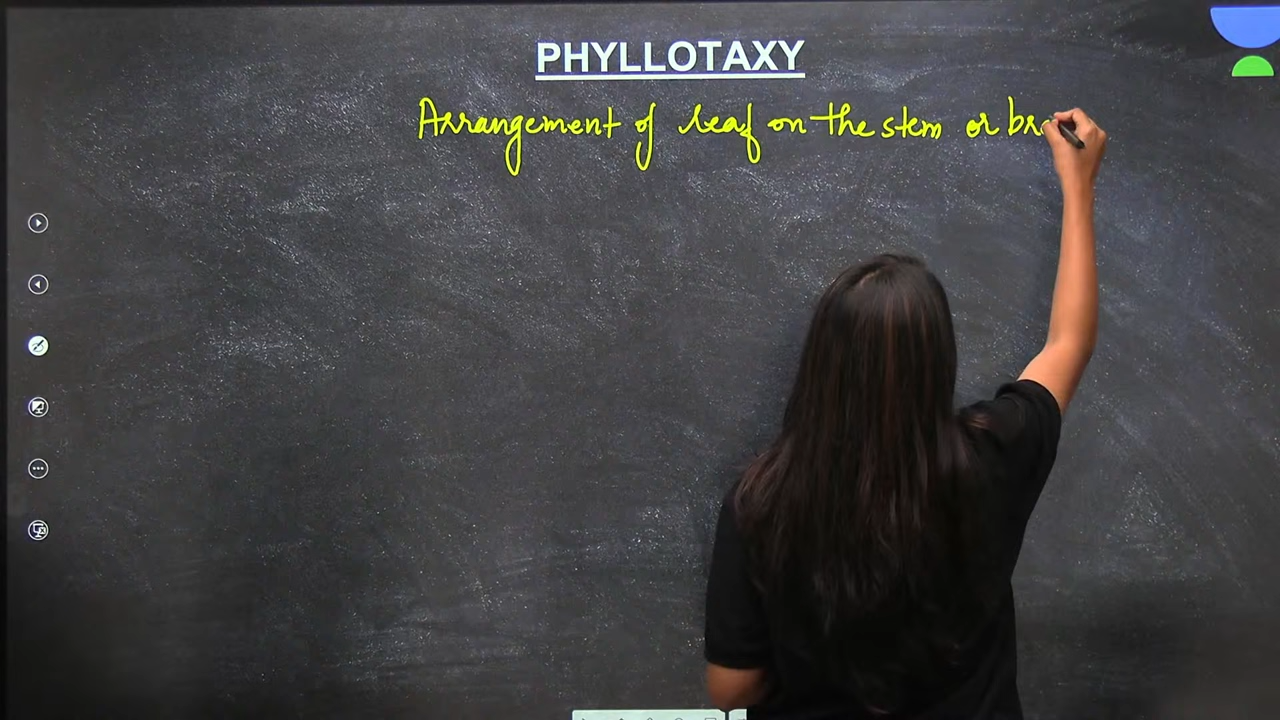 PHYLLOTAXY
Arrangement of leaf on the stem or